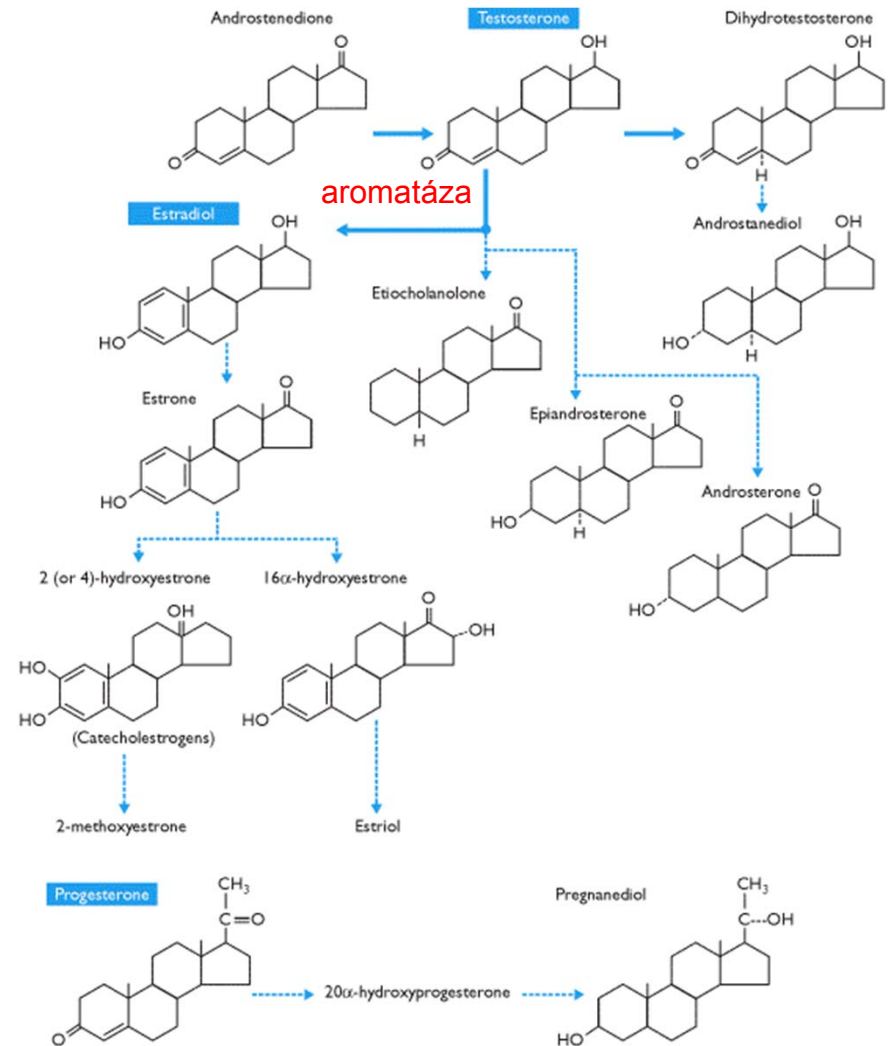 Androstenedione
Testosterone
Dihydrotestosterone
O
OH
OH
O
O
O
H
aromatáza
Estradiol
OH
HO
Androstanediol
OH
HO
H
Etiocholanolone
O
H
Estrone
O
HO
Epiandrosterone
O
HO
H
Androsterone
O
HO
2 (or 4)-hydroxyestrone
16α-hydroxyestrone
OH
HO
HO
(Catecholestrogens)
O
OH
HO
2-methoxyestrone
Estriol
Progesterone
CH3
C=O
O
20α-hydroxyprogesterone
Pregnanediol
CH3
C---OH
HO